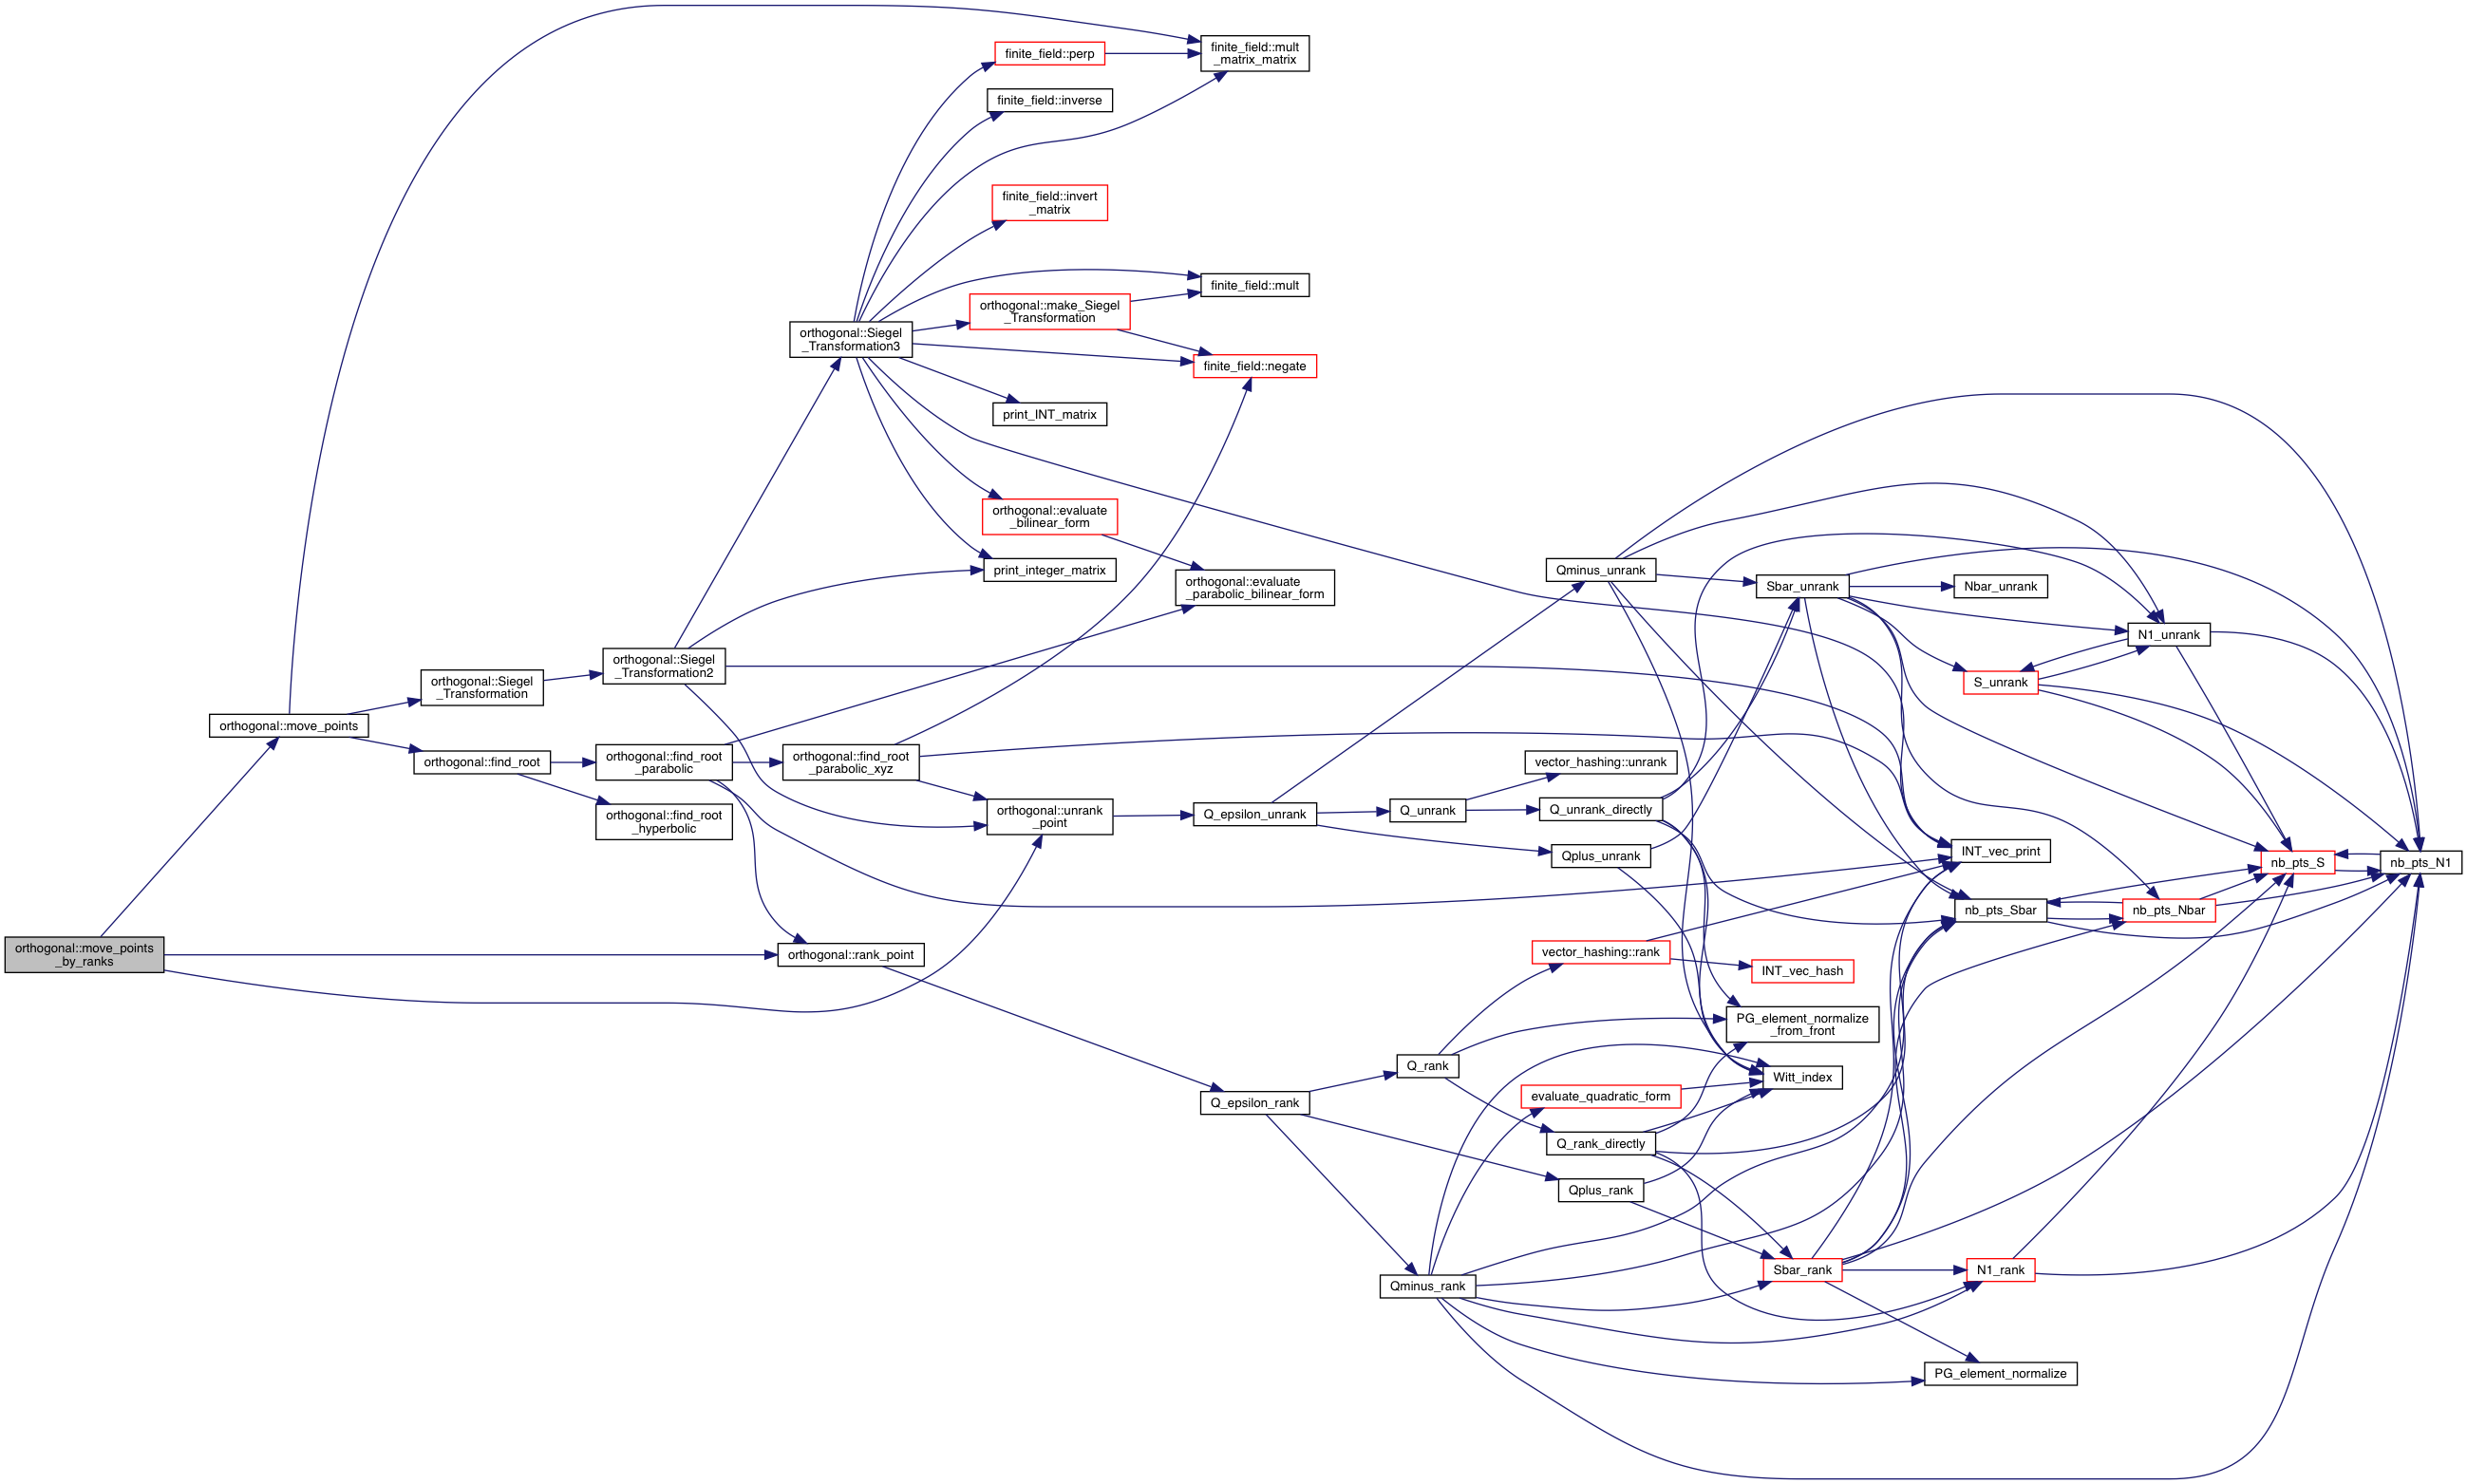 finite_field::perp
finite_field::mult
_matrix_matrix
finite_field::inverse
finite_field::invert
_matrix
finite_field::mult
orthogonal::make_Siegel
_Transformation
orthogonal::Siegel
_Transformation3
finite_field::negate
print_INT_matrix
orthogonal::evaluate
_bilinear_form
print_integer_matrix
orthogonal::evaluate
_parabolic_bilinear_form
Qminus_unrank
Sbar_unrank
Nbar_unrank
N1_unrank
S_unrank
orthogonal::Siegel
_Transformation2
orthogonal::Siegel
_Transformation
orthogonal::move_points
orthogonal::find_root
orthogonal::find_root
_parabolic
orthogonal::find_root
_parabolic_xyz
orthogonal::find_root
_hyperbolic
orthogonal::unrank
_point
Q_epsilon_unrank
vector_hashing::unrank
Q_unrank
Q_unrank_directly
Qplus_unrank
INT_vec_print
nb_pts_S
nb_pts_N1
nb_pts_Sbar
nb_pts_Nbar
orthogonal::move_points
_by_ranks
orthogonal::rank_point
vector_hashing::rank
INT_vec_hash
PG_element_normalize
_from_front
Q_rank
Witt_index
Q_epsilon_rank
evaluate_quadratic_form
Q_rank_directly
Qplus_rank
Qminus_rank
Sbar_rank
N1_rank
PG_element_normalize